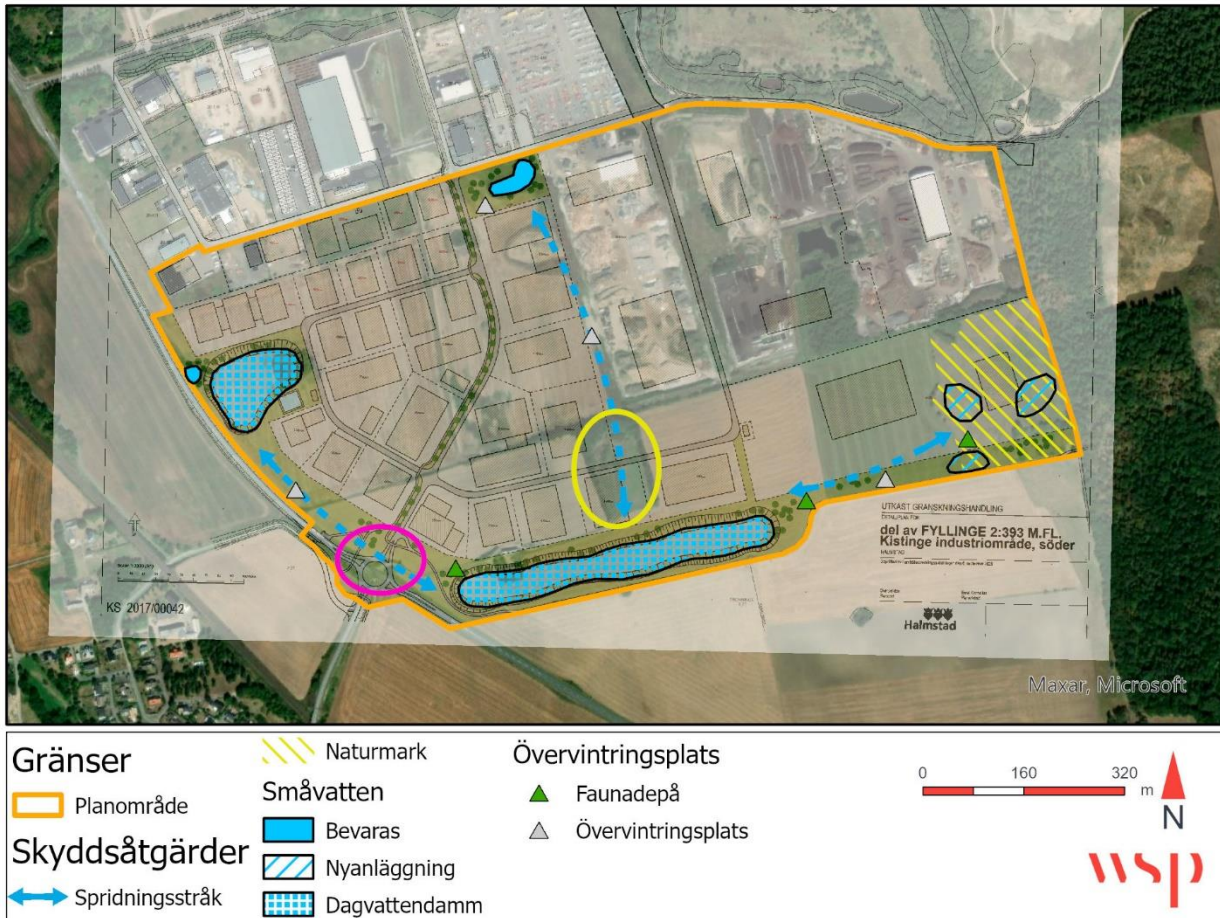 UTKAST GRANSKNINGSHANDLING
del av FYLLINGE 2:393 M.FL.
Kistinge industriområde, söder
Halmstad
KS 2017/00042
Maxar, Microsoft
Gränser
Planområde
Skyddsåtgärder
Spridningsstråk
Naturmark
Småvatten
Bevaras
Nyanläggning
Dagvattendamm
Övervintringsplats
Faunadepå
Övervintringsplats
0 160 320
m
N
wsp